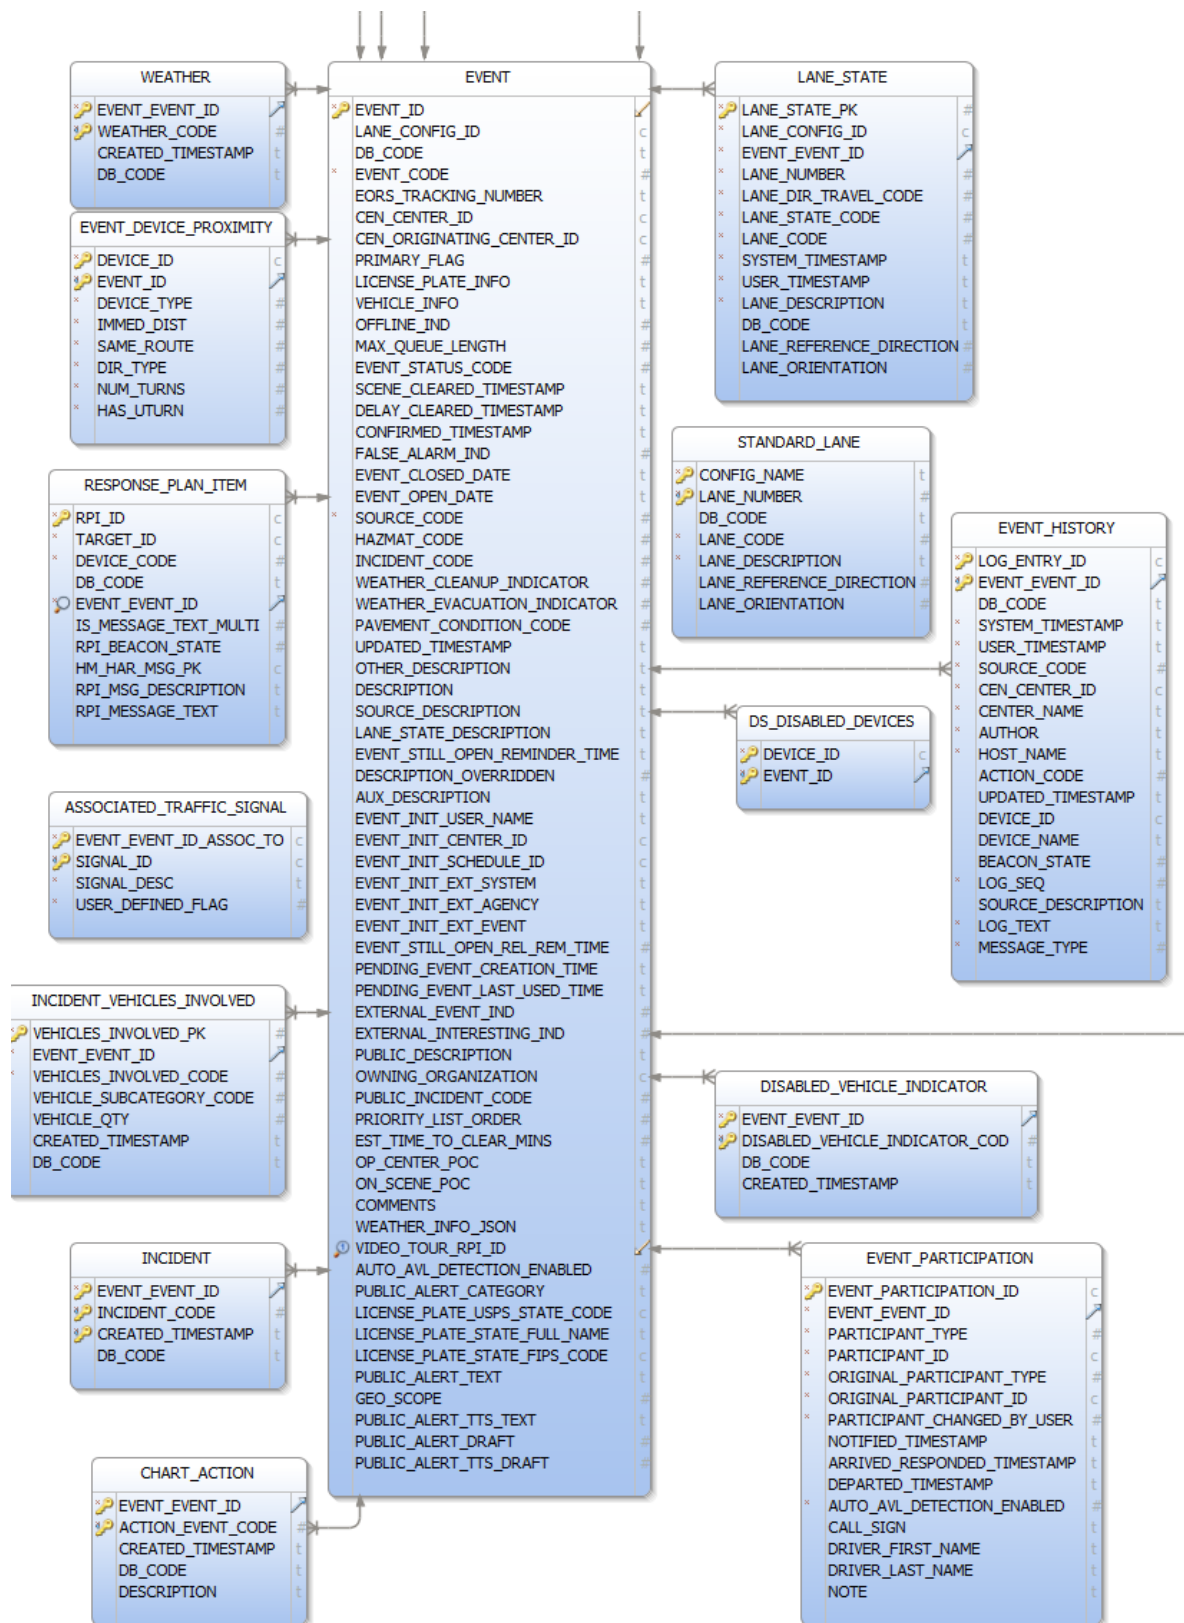 WEATHER
EVENT_EVENT_ID
WEATHER_CODE
CREATED_TIMESTAMP
DB_CODE
EVENT_DEVICE_PROXIMITY
DEVICE_ID
EVENT_ID
DEVICE_TYPE
IMMED_DIST
SAME_ROUTE
DIR_TYPE
NUM_TURNS
HAS_UTURN
RESPONSE_PLAN_ITEM
RPI_ID
TARGET_ID
DEVICE_CODE
DB_CODE
EVENT_EVENT_ID
IS_MESSAGE_TEXT_MULTI
RPI_BEACON_STATE
HM_HAR_MSG_PK
RPI_MSG_DESCRIPTION
RPI_MESSAGE_TEXT
ASSOCIATED_TRAFFIC_SIGNAL
EVENT_EVENT_ID_ASSOC_TO
SIGNAL_ID
SIGNAL_DESC
USER_DEFINED_FLAG
INCIDENT_VEHICLES_INVOLVED
VEHICLES_INVOLVED_PK
EVENT_EVENT_ID
VEHICLES_INVOLVED_CODE
VEHICLE_SUBCATEGORY_CODE
VEHICLE_QTY
CREATED_TIMESTAMP
DB_CODE
INCIDENT
EVENT_EVENT_ID
INCIDENT_CODE
CREATED_TIMESTAMP
DB_CODE
CHART_ACTION
EVENT_EVENT_ID
ACTION_EVENT_CODE
CREATED_TIMESTAMP
DB_CODE
DESCRIPTION
EVENT
EVENT_ID
LANE_CONFIG_ID
DB_CODE
EVENT_CODE
EORS_TRACKING_NUMBER
CEN_CENTER_ID
CEN_ORIGINATING_CENTER_ID
PRIMARY_FLAG
LICENSE_PLATE_INFO
VEHICLE_INFO
OFFLINE_IND
MAX_QUEUE_LENGTH
EVENT_STATUS_CODE
SCENE_CLEARED_TIMESTAMP
DELAY_CLEARED_TIMESTAMP
CONFIRMED_TIMESTAMP
FALSE_ALARM_IND
EVENT_CLOSED_DATE
EVENT_OPEN_DATE
SOURCE_CODE
HAZMAT_CODE
INCIDENT_CODE
WEATHER_CLEANUP_INDICATOR
WEATHER_EVACUATION_INDICATOR
PAVEMENT_CONDITION_CODE
UPDATED_TIMESTAMP
OTHER_DESCRIPTION
DESCRIPTION
SOURCE_DESCRIPTION
LANE_STATE_DESCRIPTION
EVENT_STILL_OPEN_REMINDER_TIME
DESCRIPTION_OVERRIDDEN
AUX_DESCRIPTION
EVENT_INIT_USER_NAME
EVENT_INIT_CENTER_ID
EVENT_INIT_SCHEDULE_ID
EVENT_INIT_EXT_SYSTEM
EVENT_INIT_EXT_AGENCY
EVENT_INIT_EXT_EVENT
EVENT_STILL_OPEN_REL_REM_TIME
PENDING_EVENT_CREATION_TIME
PENDING_EVENT_LAST_USED_TIME
EXTERNAL_EVENT_IND
EXTERNAL_INTERESTING_IND
PUBLIC_DESCRIPTION
OWNING_ORGANIZATION
PUBLIC_INCIDENT_CODE
PRIORITY_LIST_ORDER
EST_TIME_TO_CLEAR_MINS
OP_CENTER_POC
ON_SCENE_POC
COMMENTS
WEATHER_INFO_JSON
VIDEO_TOUR_RPI_ID
AUTO_AVL_DETECTION_ENABLED
PUBLIC_ALERT_CATEGORY
LICENSE_PLATE_USPS_STATE_CODE
LICENSE_PLATE_STATE_FULL_NAME
LICENSE_PLATE_STATE_FIPS_CODE
PUBLIC_ALERT_TEXT
GEO_SCOPE
PUBLIC_ALERT_TTS_TEXT
PUBLIC_ALERT_DRAFT
PUBLIC_ALERT_TTS_DRAFT
LANE_STATE
LANE_STATE_PK
LANE_CONFIG_ID
EVENT_EVENT_ID
LANE_NUMBER
LANE_DIR_TRAVEL_CODE
LANE_STATE_CODE
LANE_CODE
SYSTEM_TIMESTAMP
USER_TIMESTAMP
LANE_DESCRIPTION
DB_CODE
LANE_REFERENCE_DIRECTION
LANE_ORIENTATION
STANDARD_LANE
CONFIG_NAME
LANE_NUMBER
DB_CODE
LANE_CODE
LANE_DESCRIPTION
LANE_REFERENCE_DIRECTION
LANE_ORIENTATION
EVENT_HISTORY
LOG_ENTRY_ID
EVENT_EVENT_ID
DB_CODE
SYSTEM_TIMESTAMP
USER_TIMESTAMP
SOURCE_CODE
CEN_CENTER_ID
CENTER_NAME
AUTHOR
HOST_NAME
ACTION_CODE
UPDATED_TIMESTAMP
DEVICE_ID
DEVICE_NAME
BEACON_STATE
LOG_SEQ
SOURCE_DESCRIPTION
LOG_TEXT
MESSAGE_TYPE
DS_DISABLED_DEVICES
DEVICE_ID
EVENT_ID
DISABLED_VEHICLE_INDICATOR
EVENT_EVENT_ID
DISABLED_VEHICLE_INDICATOR_COD
DB_CODE
CREATED_TIMESTAMP
EVENT_PARTICIPATION
EVENT_PARTICIPATION_ID
EVENT_EVENT_ID
PARTICIPANT_TYPE
PARTICIPANT_ID
ORIGINAL_PARTICIPANT_TYPE
ORIGINAL_PARTICIPANT_ID
PARTICIPANT_CHANGED_BY_USER
NOTIFIED_TIMESTAMP
ARRIVED_RESPONDED_TIMESTAMP
DEPARTED_TIMESTAMP
AUTO_AVL_DETECTION_ENABLED
CALL_SIGN
DRIVER_FIRST_NAME
DRIVER_LAST_NAME
NOTE